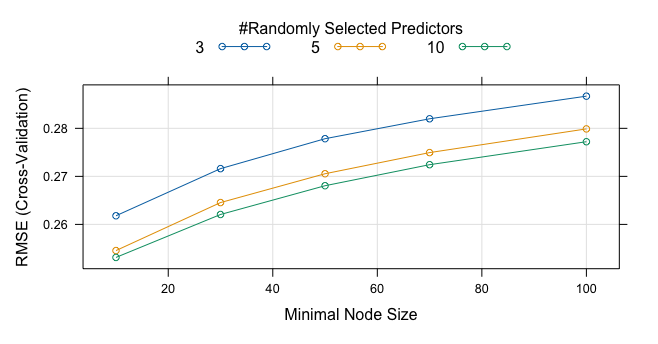 #Randomly Selected Predictors
3 5 10
RMSE (Cross-Validation)
0.28
0.27
0.26
20 40 60 80 100
Minimal Node Size